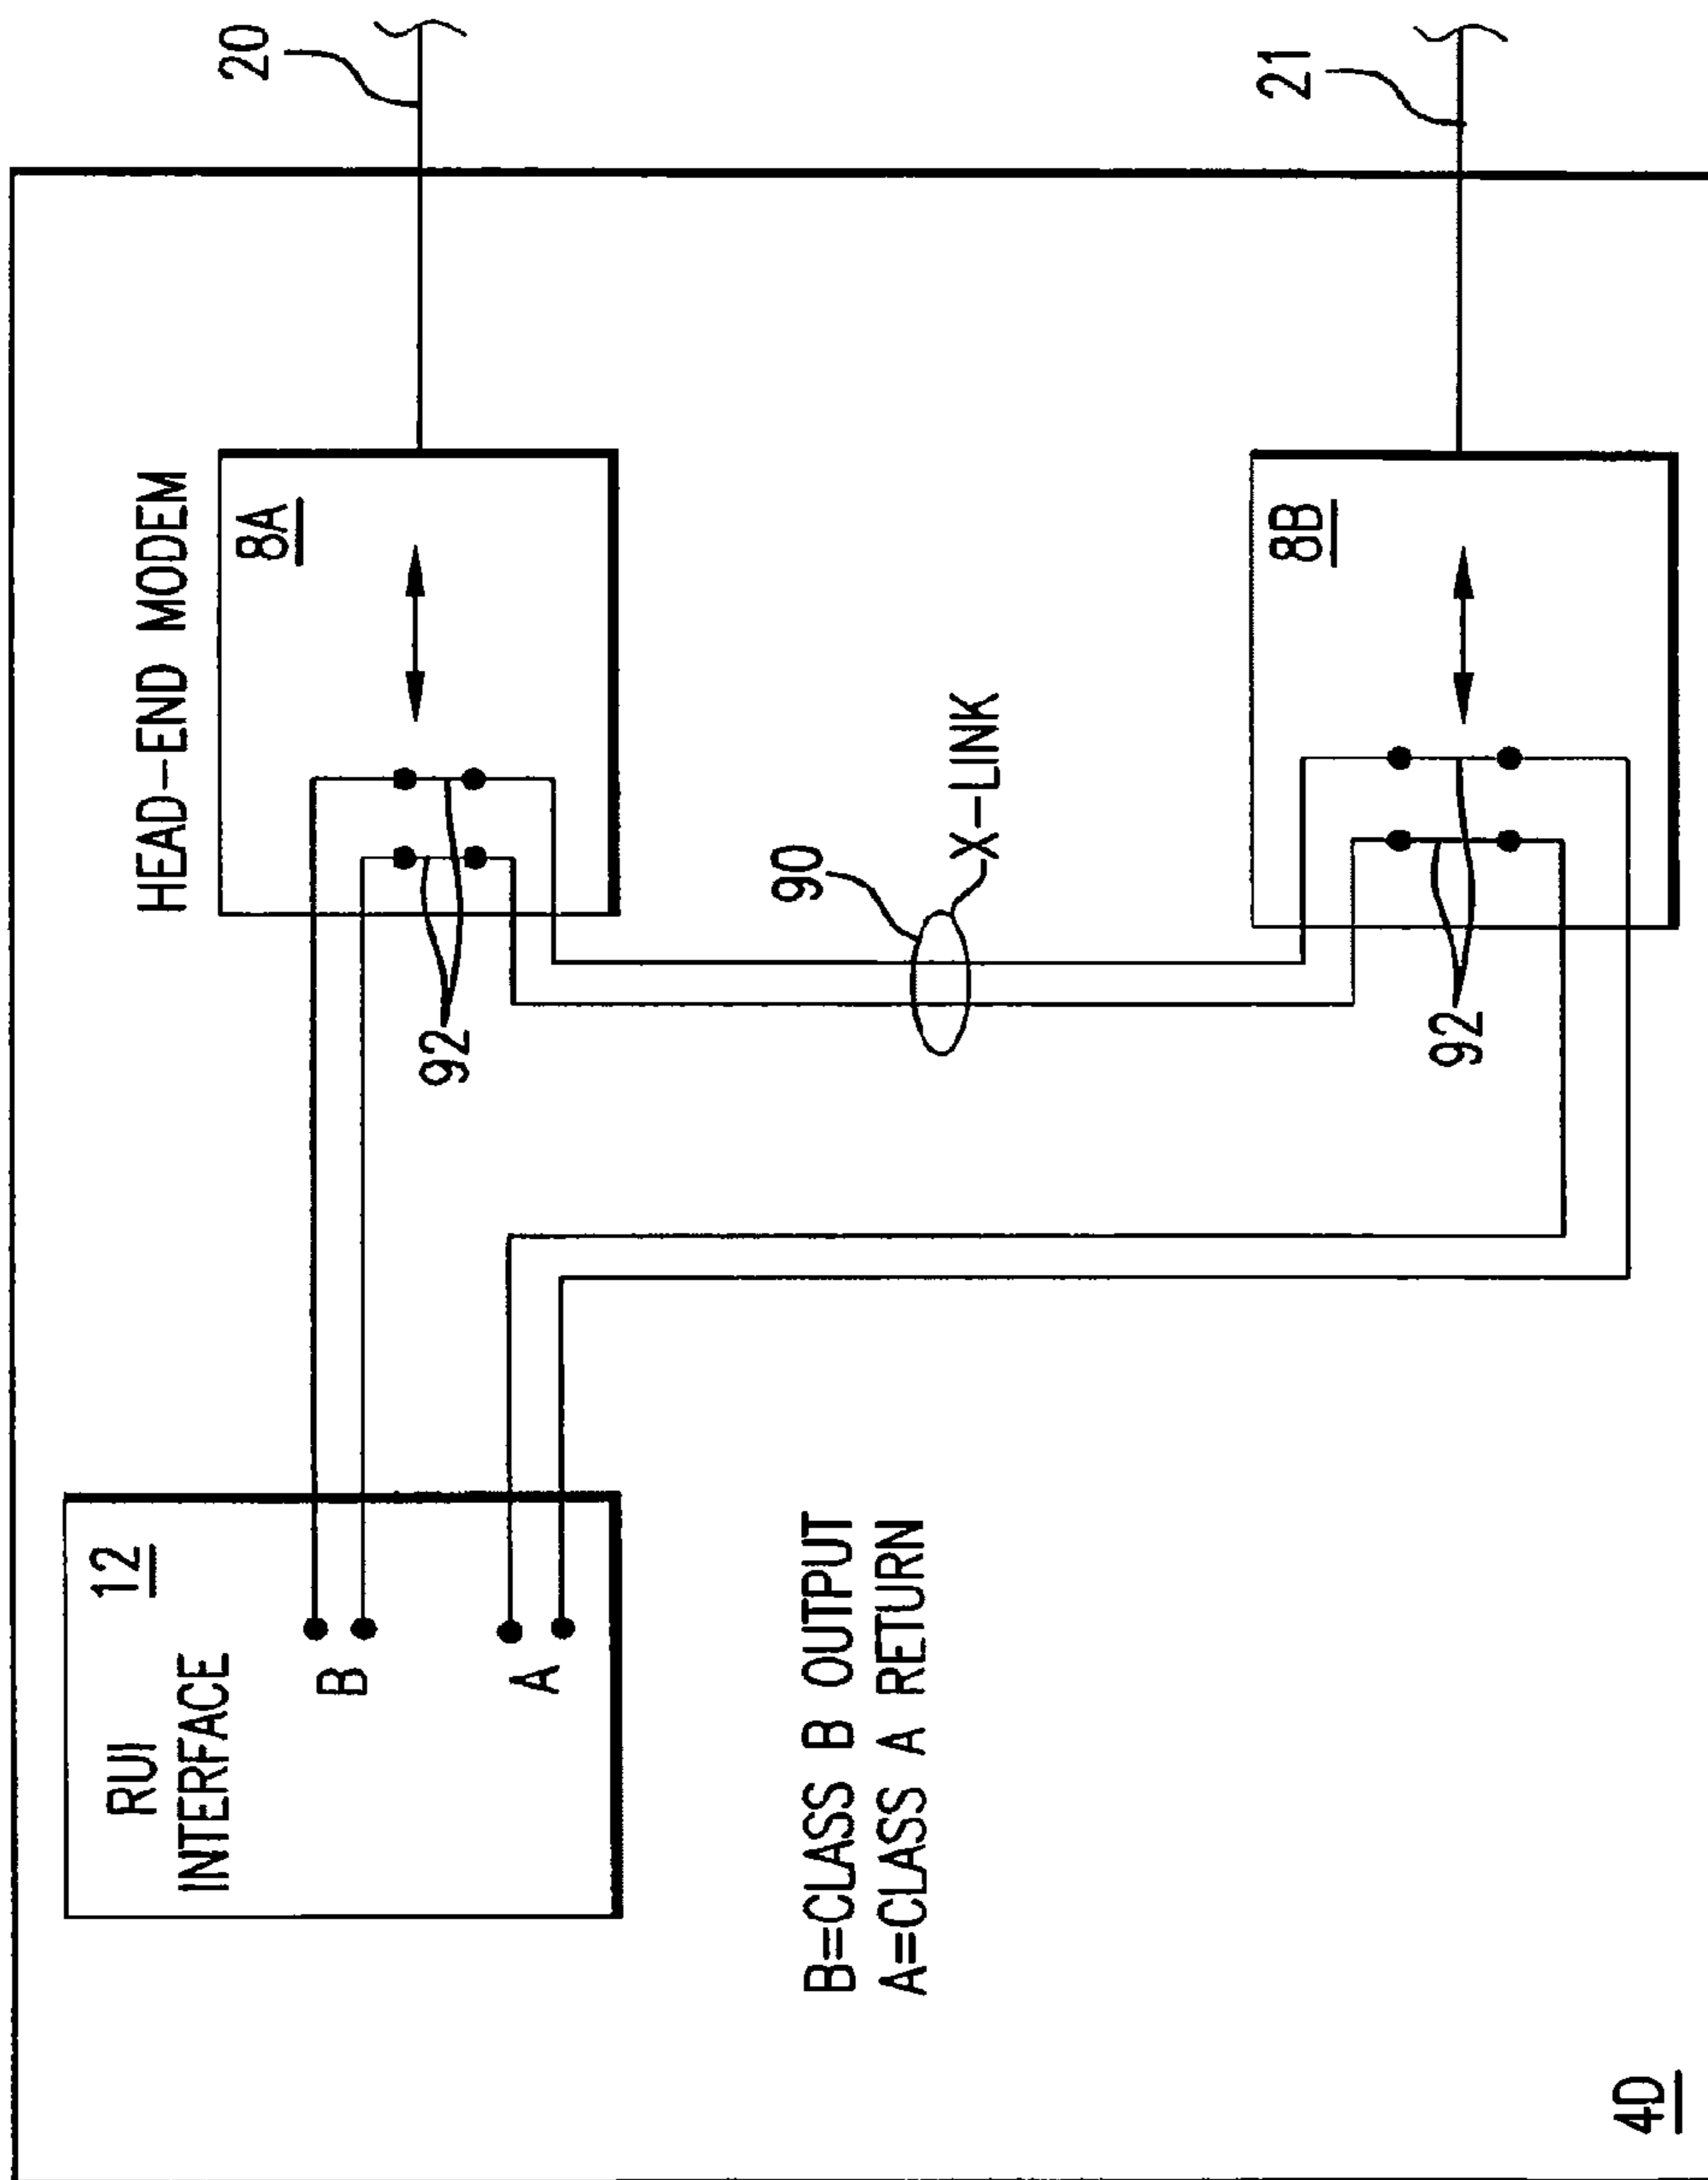 20
21
HEAD-END MODEM
8A
8B
90
X-LINK
92
92
12
RUI
INTERFACE
B
A
B=CLASS B OUTPUT
A=CLASS A RETURN
4D